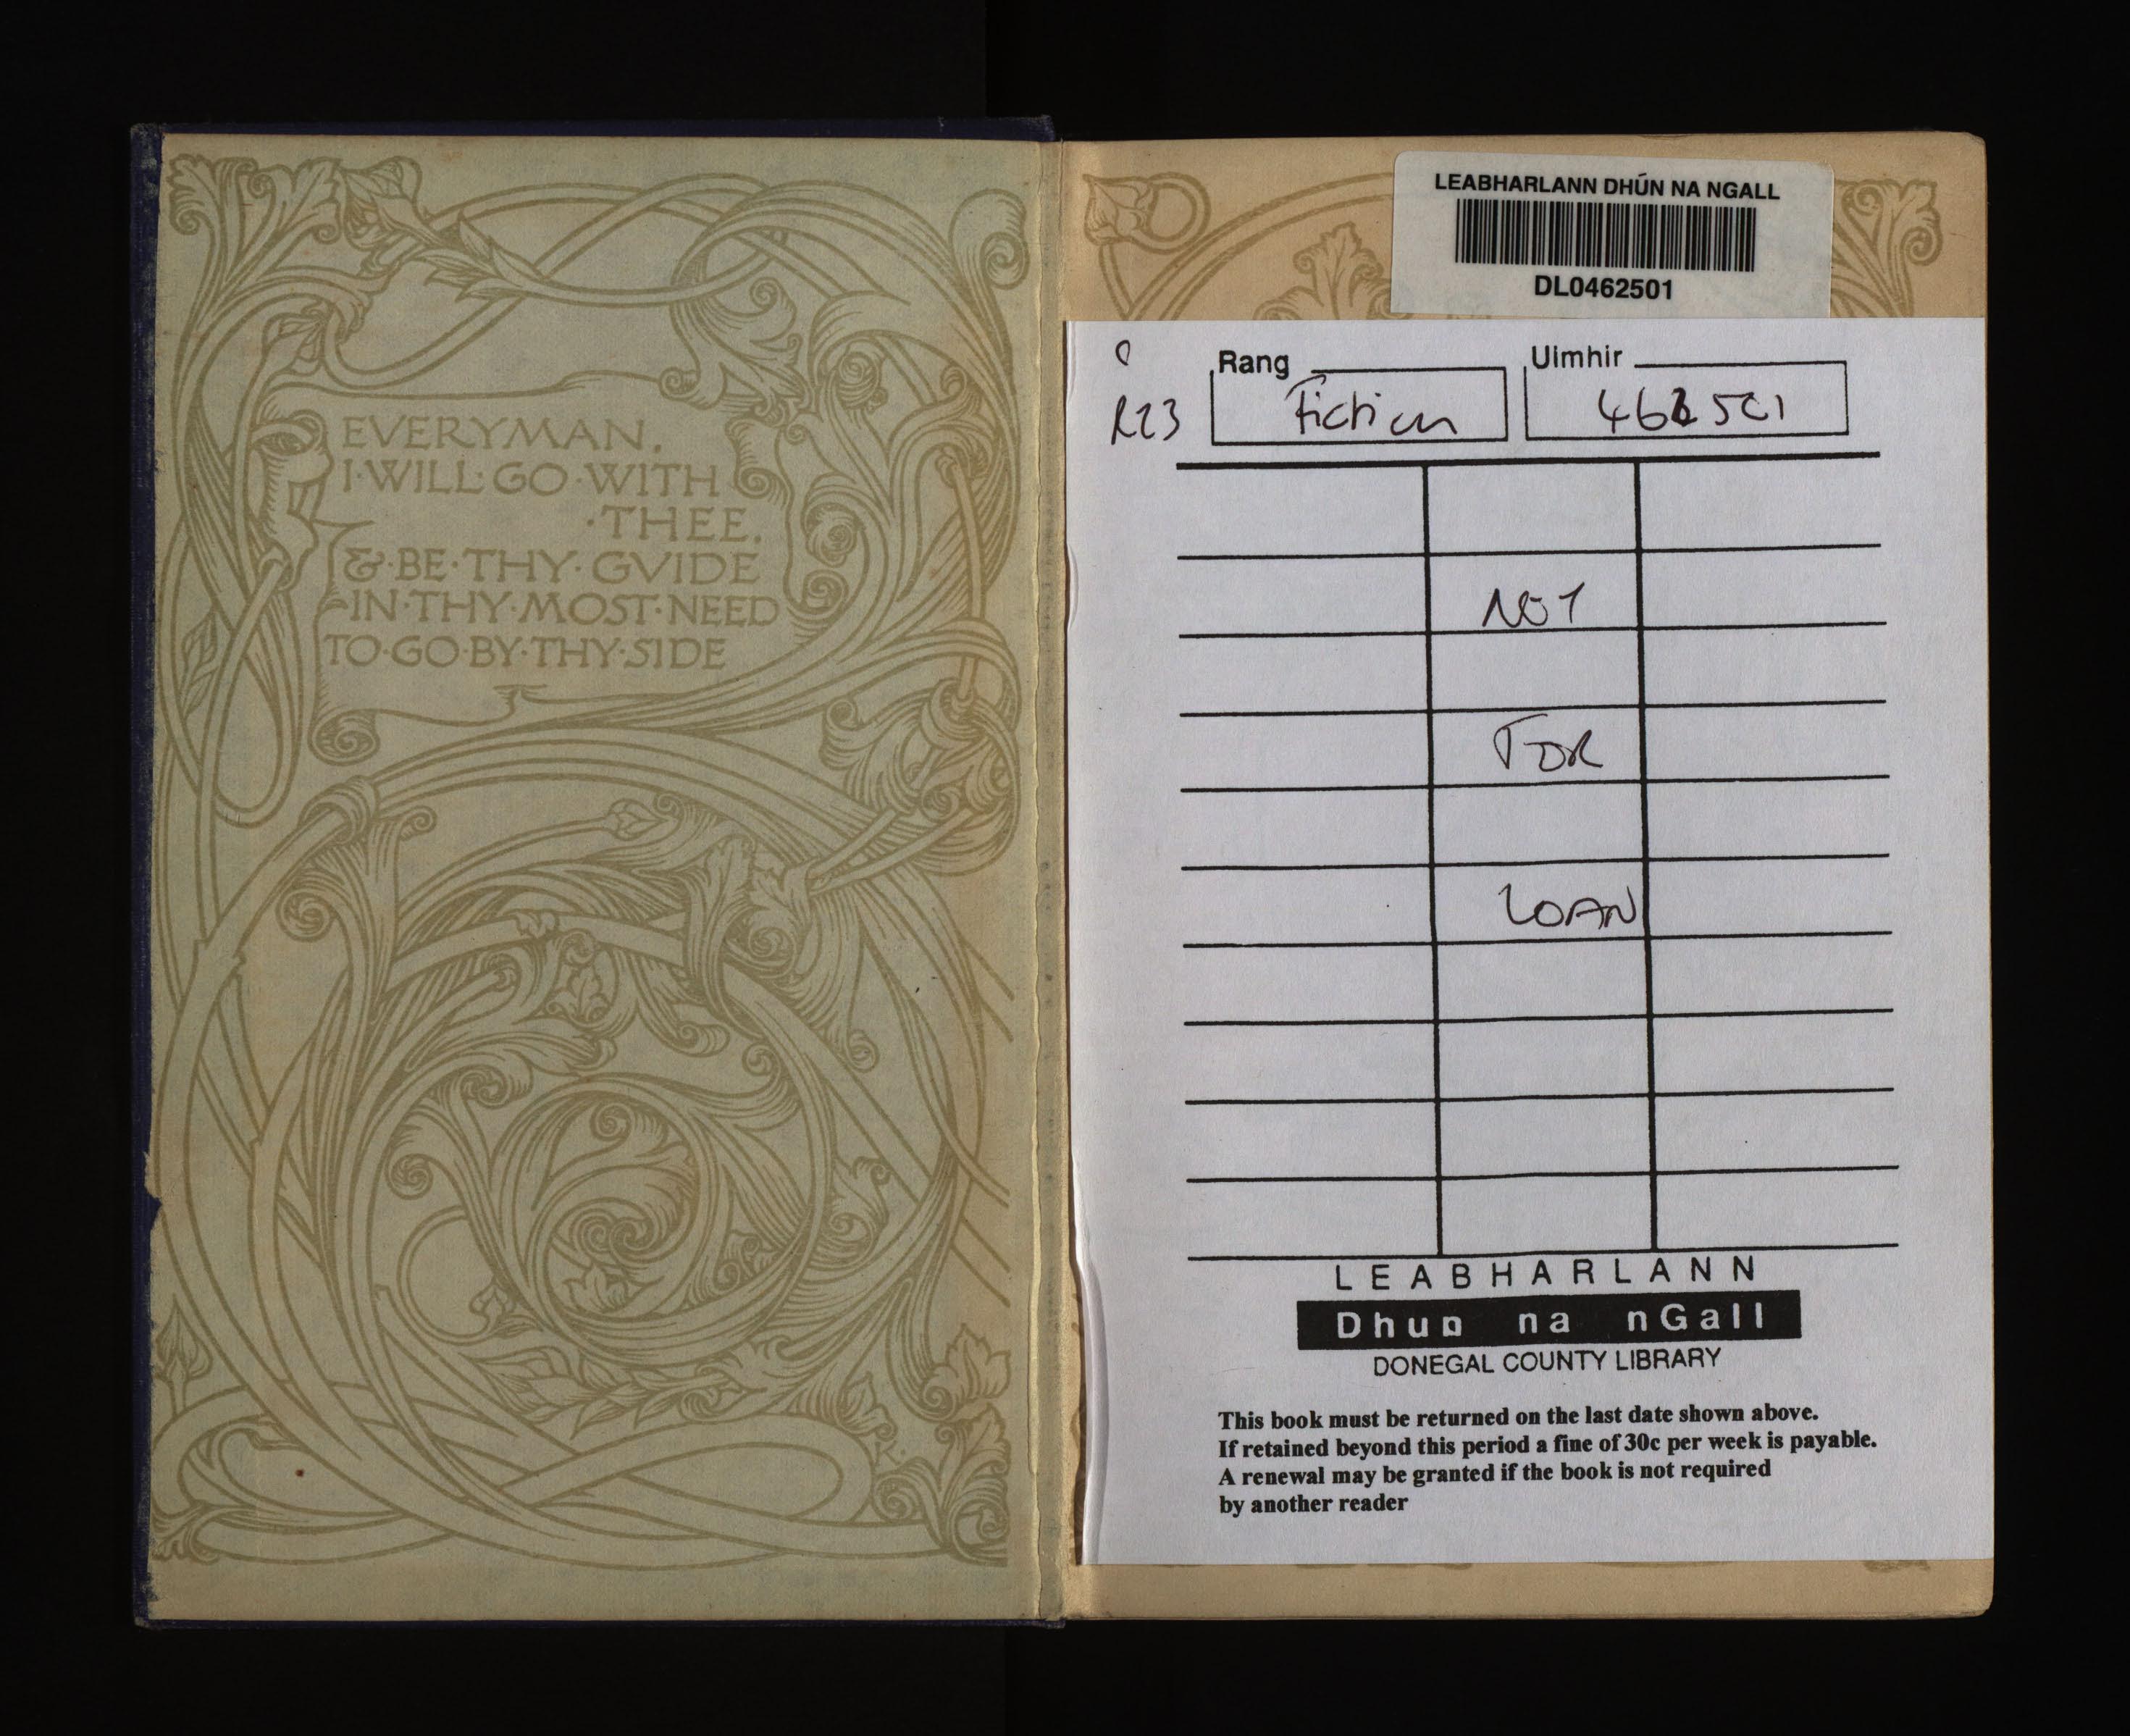 EVERYMAN.
I·WILL·GO·WITH
·THEE.
&·BE·THY·GVIDE
IN·THY·MOST·NEED
TO·GO·BY·THY·SIDE
LEABHARLANN DHÚN NA NGALL
DL0462501
Rang
Uimhir
R23
Fiction
462501
NOT
FOR
LOAN
LEABHARLANN
Dhun na nGall
DONEGAL COUNTY LIBRARY
This book must be returned on the last date shown above.
If retained beyond this period a fine of 30c per week is payable.
A renewal may be granted if the book is not required
by another reader